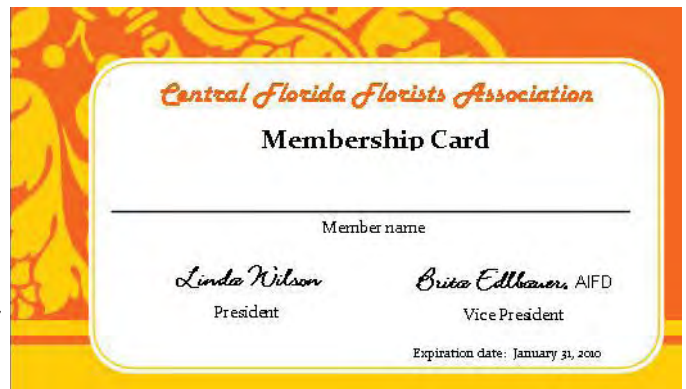 Central Florida Florists Association
Membership Card
Member name
Linda Wilson
Brita Edlbauer, AIFD
President
Vice President
Expiration date: January 31, 2010